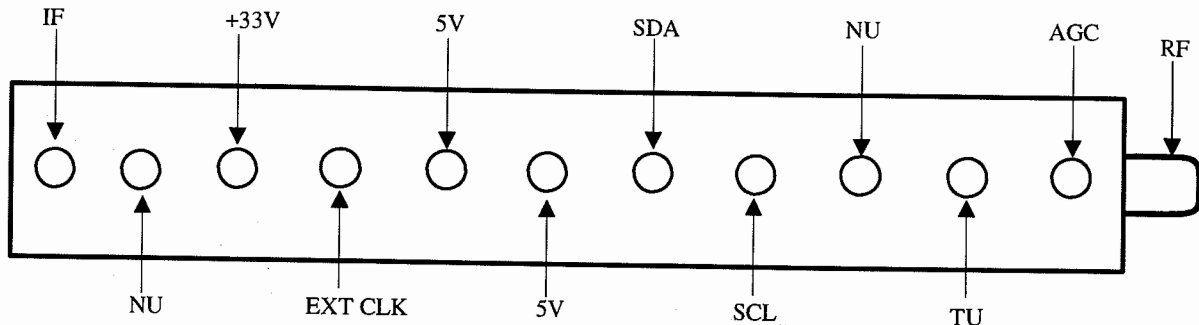 IF
+33V
5V
SDA
NU
AGC
RF
NU
EXT CLK
5V
SCL
TU